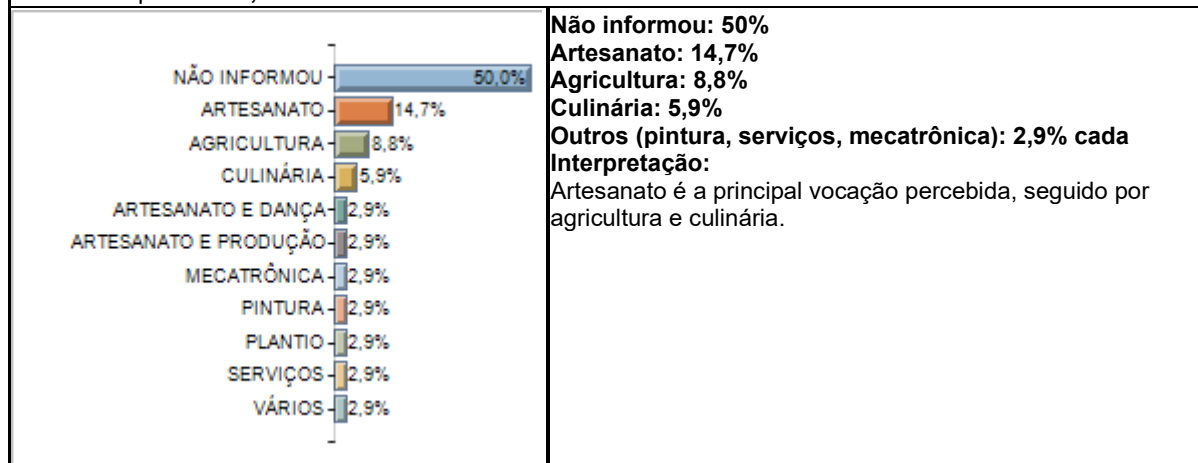 NÃO INFORMOU 50,0%
ARTESANATO 14,7%
AGRICULTURA 8,8%
CULINÁRIA 5,9%
ARTESANATO E DANÇA 2,9%
ARTESANATO E PRODUÇÃO 2,9%
MECATRÔNICA 2,9%
PINTURA 2,9%
PLANTIO 2,9%
SERVIÇOS 2,9%
VÁRIOS 2,9%
Não informou: 50%
Artesanato: 14,7%
Agricultura: 8,8%
Culinária: 5,9%
Outros (pintura, serviços, mecatrônica): 2,9% cada
Interpretação:
Artesanato é a principal vocação percebida, seguido por
agricultura e culinária.